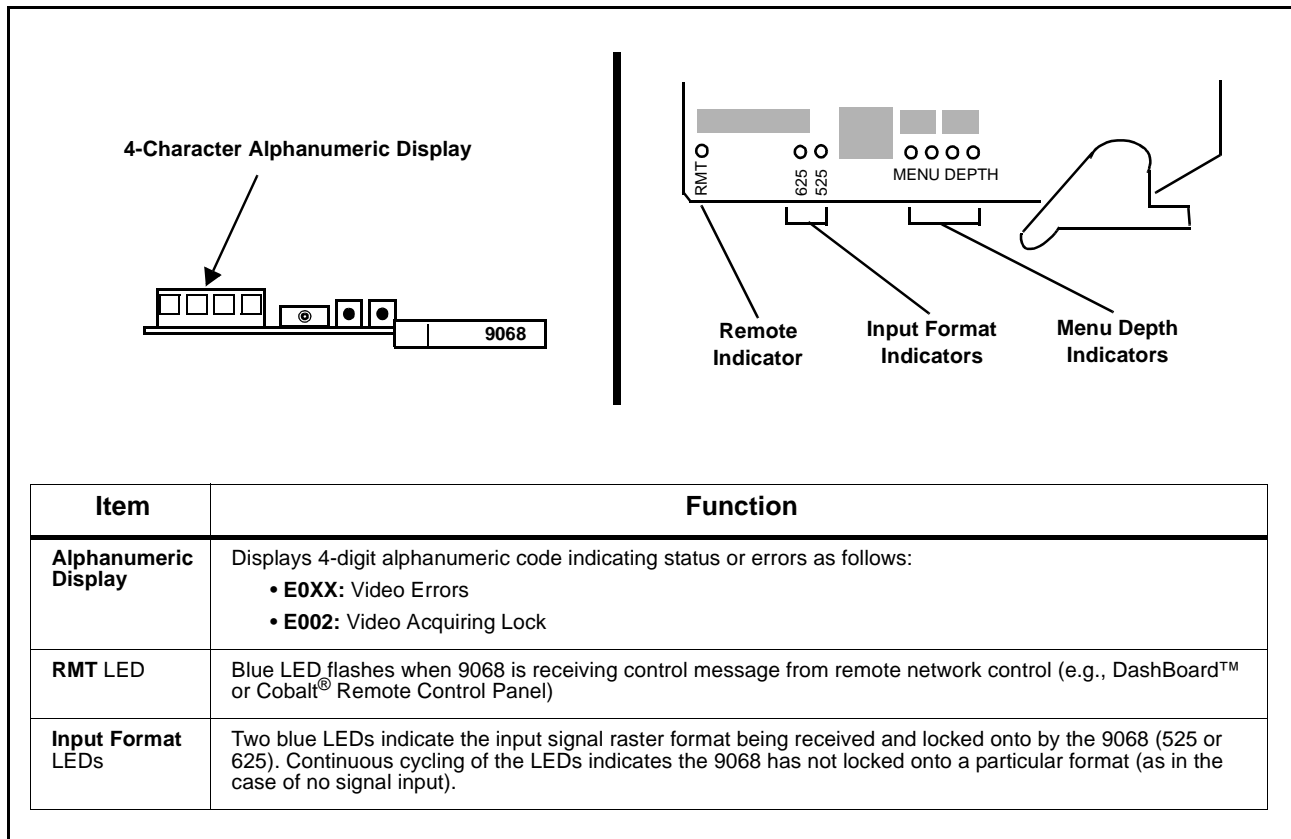 4-Character Alphanumeric Display
9068
RMT
625
525
MENU DEPTH
Remote
Indicator
Input Format
Indicators
Menu Depth
Indicators
Item
Function
Alphanumeric
Display
Displays 4-digit alphanumeric code indicating status or errors as follows:
• E0XX: Video Errors
• E002: Video Acquiring Lock
RMT LED
Blue LED flashes when 9068 is receiving control message from remote network control (e.g., DashBoard™
or Cobalt® Remote Control Panel)
Input Format
LEDs
Two blue LEDs indicate the input signal raster format being received and locked onto by the 9068 (525 or
625). Continuous cycling of the LEDs indicates the 9068 has not locked onto a particular format (as in the
case of no signal input).